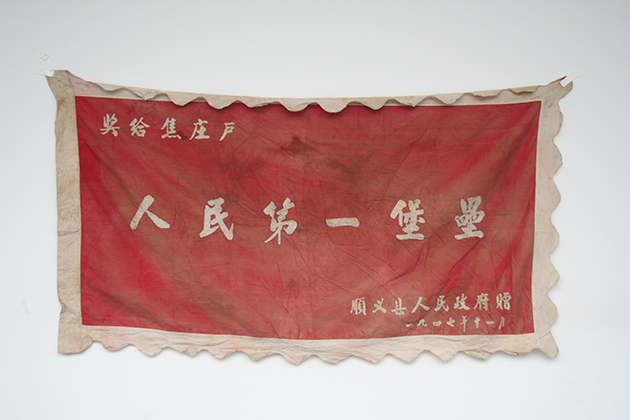 奖给焦庄户
人民第一堡垒
顺义县人民政府赠
一九四七年十一月